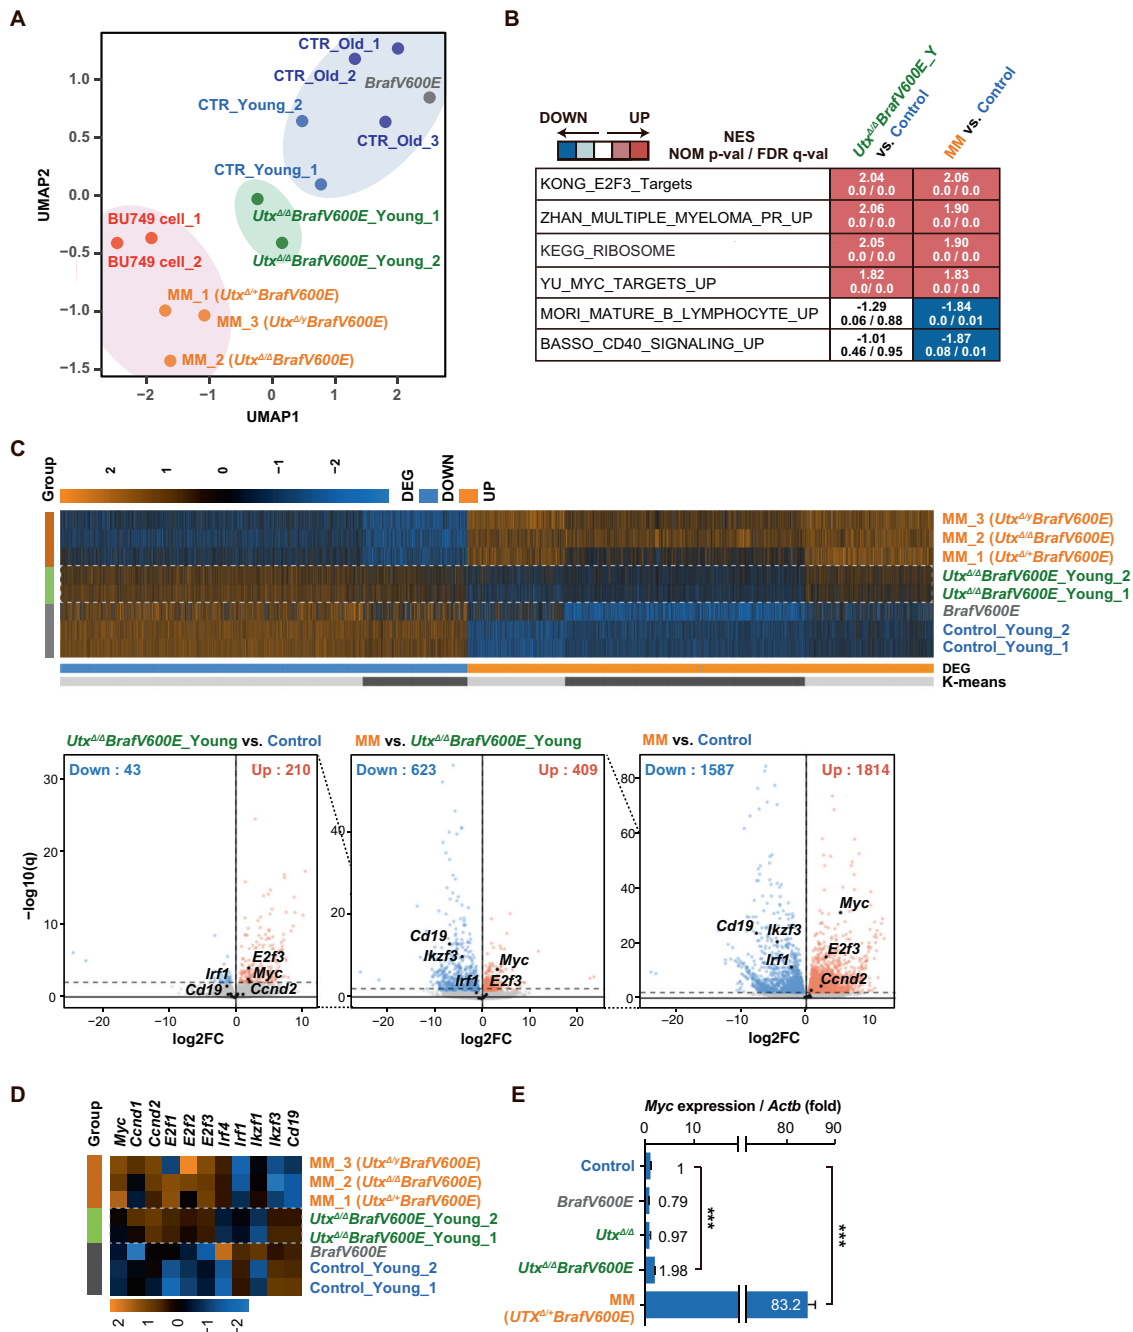 A
CTR_Old_1
CTR_Old_2
BrafV600E
CTR_Young_2
CTR_Old_3
CTR_Young_1
Utx^Δ/Δ BrafV600E_Young_1
BU749 cell_1
BU749 cell_2
Utx^Δ/Δ BrafV600E_Young_2
MM_1 (Utx^Δ/+BrafV600E)
MM_3 (Utx^Δ/yBrafV600E)
MM_2 (Utx^Δ/ΔBrafV600E)
1.0
0.5
0.0
−0.5
−1.0
−1.5
UMAP2
−2 −1 0 1 2
UMAP1
B
DOWN UP
NES
NOM p-val / FDR q-val
Utx^Δ/ΔBrafV600E_Y
vs. Control
MM vs. Control
KONG_E2F3_Targets 2.04 2.06
0.0 / 0.0 0.0 / 0.0
ZHAN_MULTIPLE_MYELOMA_PR_UP 2.06 1.90
0.0 / 0.0 0.0 / 0.0
KEGG_RIBOSOME 2.05 1.90
0.0 / 0.0 0.0 / 0.0
YU_MYC_TARGETS_UP 1.82 1.83
0.0/ 0.0 0.0 / 0.0
MORI_MATURE_B_LYMPHOCYTE_UP -1.29 -1.84
0.06 / 0.88 0.0 / 0.01
BASSO_CD40_SIGNALING_UP -1.01 -1.87
0.46 / 0.95 0.08 / 0.01
C
Group
2 1 0 −1 −2
DEG
DOWN
UP
MM_3 (Utx^Δ/yBrafV600E)
MM_2 (Utx^Δ/ΔBrafV600E)
MM_1 (Utx^Δ/+BrafV600E)
Utx^Δ/ΔBrafV600E_Young_2
Utx^Δ/ΔBrafV600E_Young_1
BrafV600E
Control_Young_2
Control_Young_1
DEG
K-means
Utx^Δ/ΔBrafV600E_Young vs. Control
Down : 43 Up : 210
30
20
10
0
−log10(q)
E2f3
Irf1
Myc
Cd19
Ccnd2
−20 −10 0 10
log2FC
MM vs. Utx^Δ/ΔBrafV600E_Young
Down : 623 Up : 409
40
20
0
Cd19
Ikzf3
Myc
Irf1
E2f3
−20 −10 0 10 20
log2FC
MM vs. Control
Down : 1587 Up : 1814
80
60
40
20
0
Myc
Cd19
Ikzf3
E2f3
Irf1
Ccnd2
−20 −10 0 10
log2FC
D
Group
Myc
Ccnd1
Ccnd2
E2f1
E2f2
E2f3
Irf4
Irf1
Ikzf1
Ikzf3
Cd19
MM_3 (Utx^Δ/yBrafV600E)
MM_2 (Utx^Δ/ΔBrafV600E)
MM_1 (Utx^Δ/+BrafV600E)
Utx^Δ/ΔBrafV600E_Young_2
Utx^Δ/ΔBrafV600E_Young_1
BrafV600E
Control_Young_2
Control_Young_1
2 1 0 −1 −2
E
Myc expression / Actb (fold)
0 10 80 90
Control 1
BrafV600E 0.79
Utx^Δ/Δ 0.97
Utx^Δ/ΔBrafV600E 1.98
MM
(UTX^Δ/+BrafV600E) 83.2
***
***